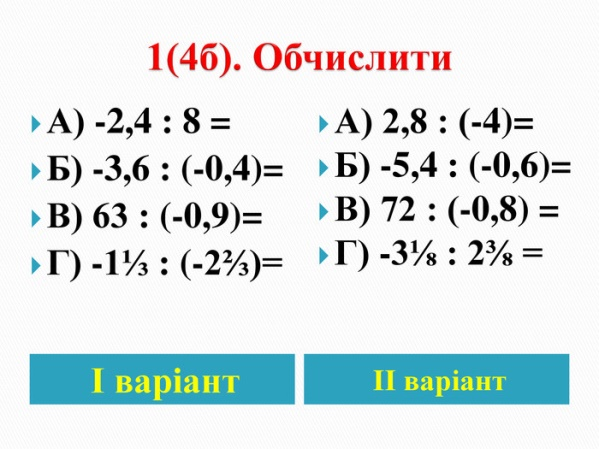 1(4б). Обчислити
А) -2,4 : 8 =
Б) -3,6 : (-0,4)=
В) 63 : (-0,9)=
Г) -1⅓ : (-2⅔)=
І варіант
А) 2,8 : (-4)=
Б) -5,4 : (-0,6)=
В) 72 : (-0,8) =
Г) -3⅛ : 2⅜ =
ІІ варіант